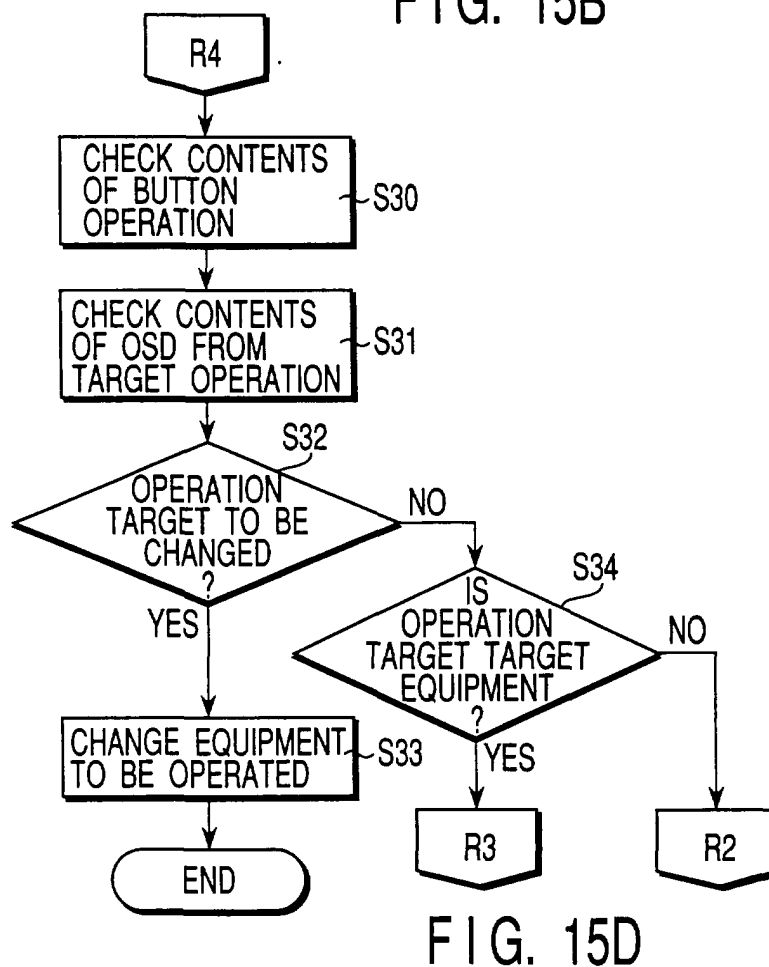 FIG. 15B
R4
CHECK CONTENTS
OF BUTTON
OPERATION
S30
CHECK CONTENTS
OF OSD FROM
TARGET OPERATION
S31
S32
OPERATION
TARGET TO BE
CHANGED
?
NO
YES
S34
IS
OPERATION
TARGET TARGET
EQUIPMENT
?
NO
YES
CHANGE EQUIPMENT
TO BE OPERATED
S33
END
R3
R2
FIG. 15D